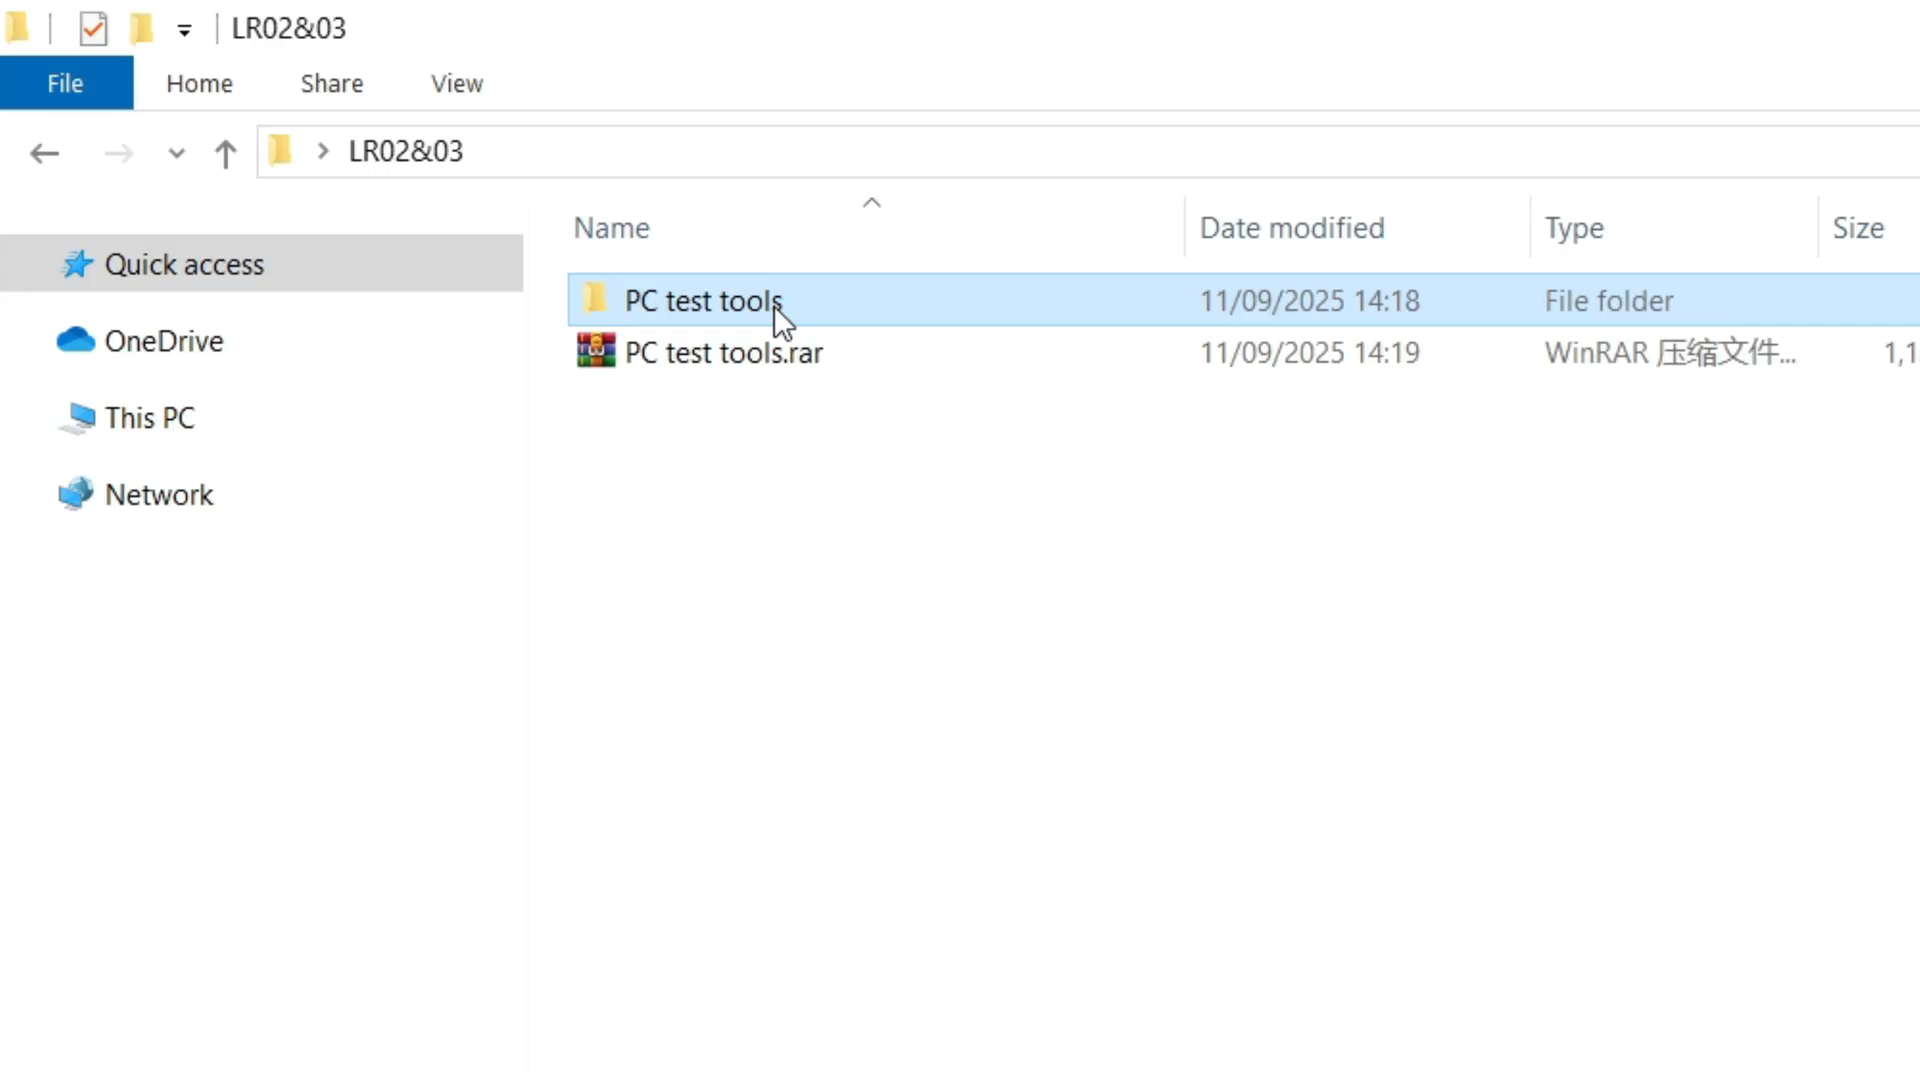 LR02&03
File Home Share View
LR02&03
Name Date modified Type Size
Quick access
PC test tools 11/09/2025 14:18 File folder
OneDrive
PC test tools.rar 11/09/2025 14:19 WinRAR 压缩文件...
This PC
Network